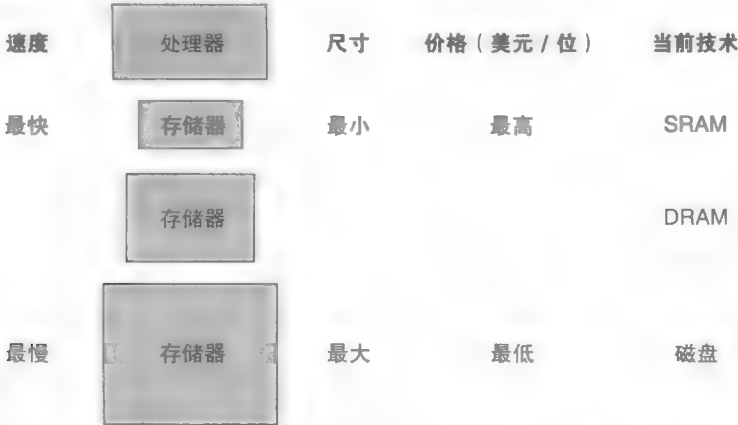 速度 处理器 尺寸 价格（美元／位） 当前技术
最快 存储器 最小 最高 SRAM
存储器 DRAM
最慢 存储器 最大 最低 磁盘